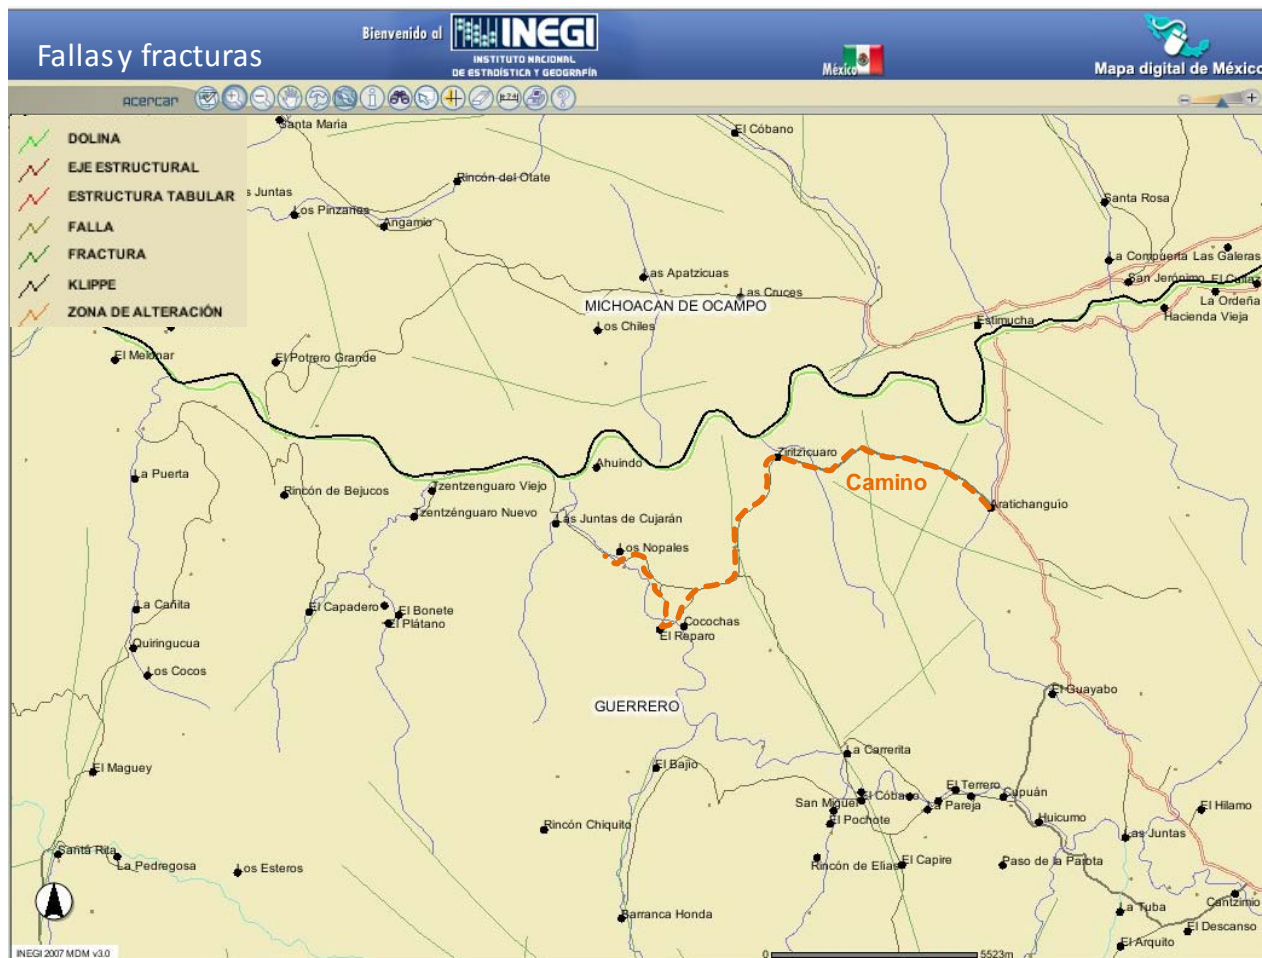 Fallas y fracturas
Bienvenido al INEGI
INSTITUTO NACIONAL
DE ESTADÍSTICA Y GEOGRAFÍA
México
Mapa digital de México
Acercar
DOLINA
EJE ESTRUCTURAL
ESTRUCTURA TABULAR
FALLA
FRACTURA
KLIPPE
ZONA DE ALTERACIÓN
Santa María
El Cóbano
Rincón del Otate
s Juntas
Los Pinzanes
Angamio
Santa Rosa
La Compuerta
Las Galeras
Las Apatzicuas
San Jerónimo
Las Cruces
La Ordeña
MICHOACAN DE OCAMPO
Hacienda Vieja
Los Chiles
Estimucha
El Melonar
El Potrero Grande
Ziritzicuaro
Ahuindo
La Puerta
Camino
Rincón de Bejucos
Tzentzenguaro Viejo
Aratichanguio
Tzentzénguaro Nuevo
Las Juntas de Cujarán
Los Nopales
La Cañita
El Capadero
El Bonete
El Plátano
Cocochas
El Reparo
Quiringucua
Los Cocos
El Guayabo
GUERRERO
La Carrerita
El Maguey
El Bajío
El Terrero
Cupuán
San Miguel
El Cóbano
La Pareja
El Hilamo
El Pochote
Huicumo
Rincón Chiquito
Las Juntas
Santa Rita
La Pedregosa
Los Esteros
Rincón de Elias
El Capire
Paso de la Parota
Barranca Honda
La Tuba
Cantzimio
El Descanso
El Arquito
INEGI 2007 MDM v3.0
0
5523m